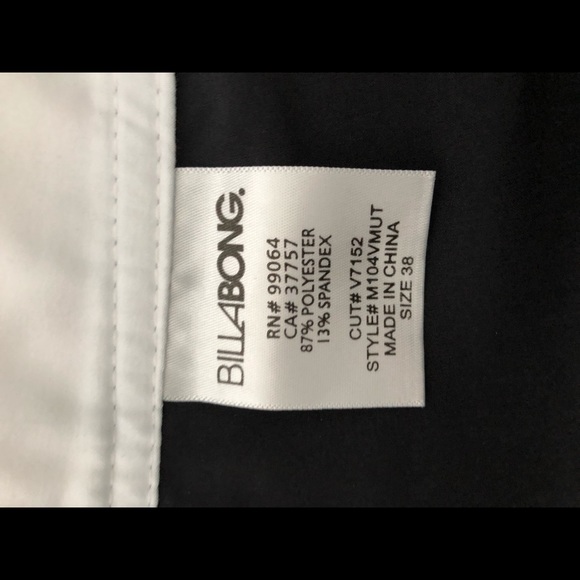 BILLABONG.
RN# 99064
CA# 37757
87% POLYESTER
13% SPANDEX
CUT# V7152
STYLE# M104VMUT
MADE IN CHINA
SIZE 38